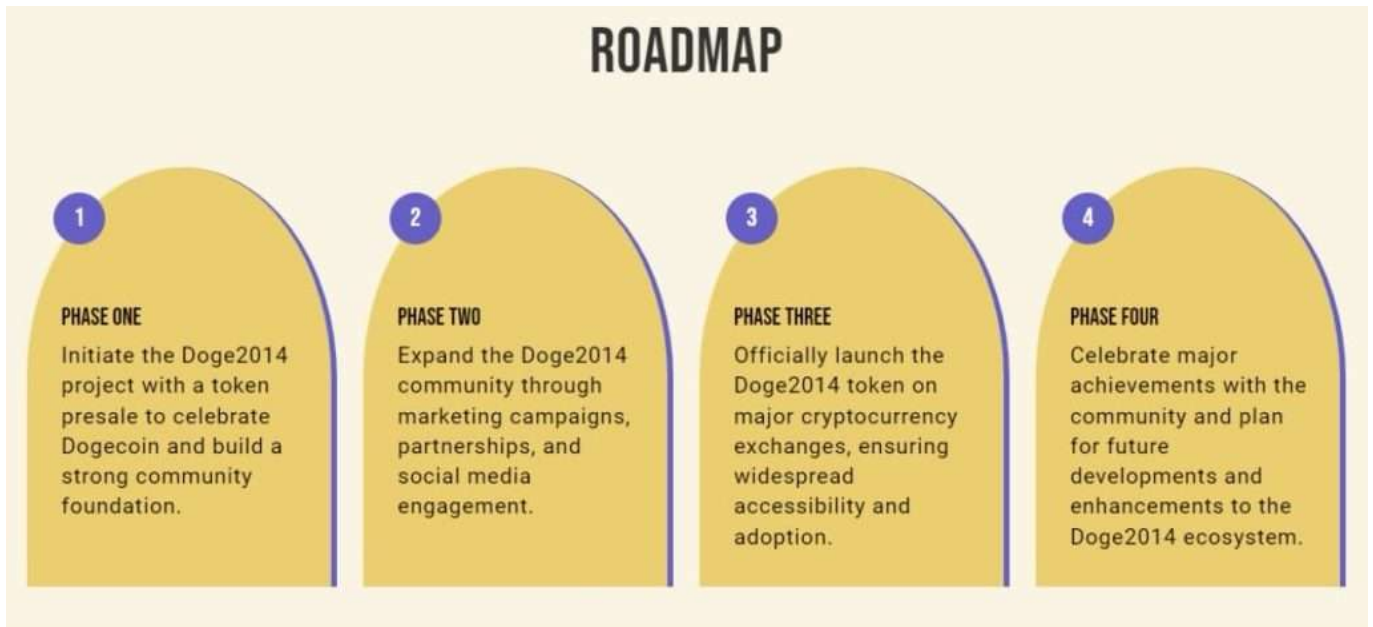 ROADMAP
1
PHASE ONE
Initiate the Doge2014
project with a token
presale to celebrate
Dogecoin and build a
strong community
foundation.
2
PHASE TWO
Expand the Doge2014
community through
marketing campaigns,
partnerships, and
social media
engagement.
3
PHASE THREE
Officially launch the
Doge2014 token on
major cryptocurrency
exchanges, ensuring
widespread
accessibility and
adoption.
4
PHASE FOUR
Celebrate major
achievements with the
community and plan
for future
developments and
enhancements to the
Doge2014 ecosystem.